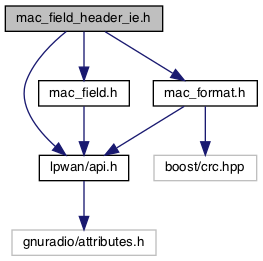 mac_field_header_ie.h
mac_field.h
mac_format.h
lpwan/api.h
boost/crc.hpp
gnuradio/attributes.h